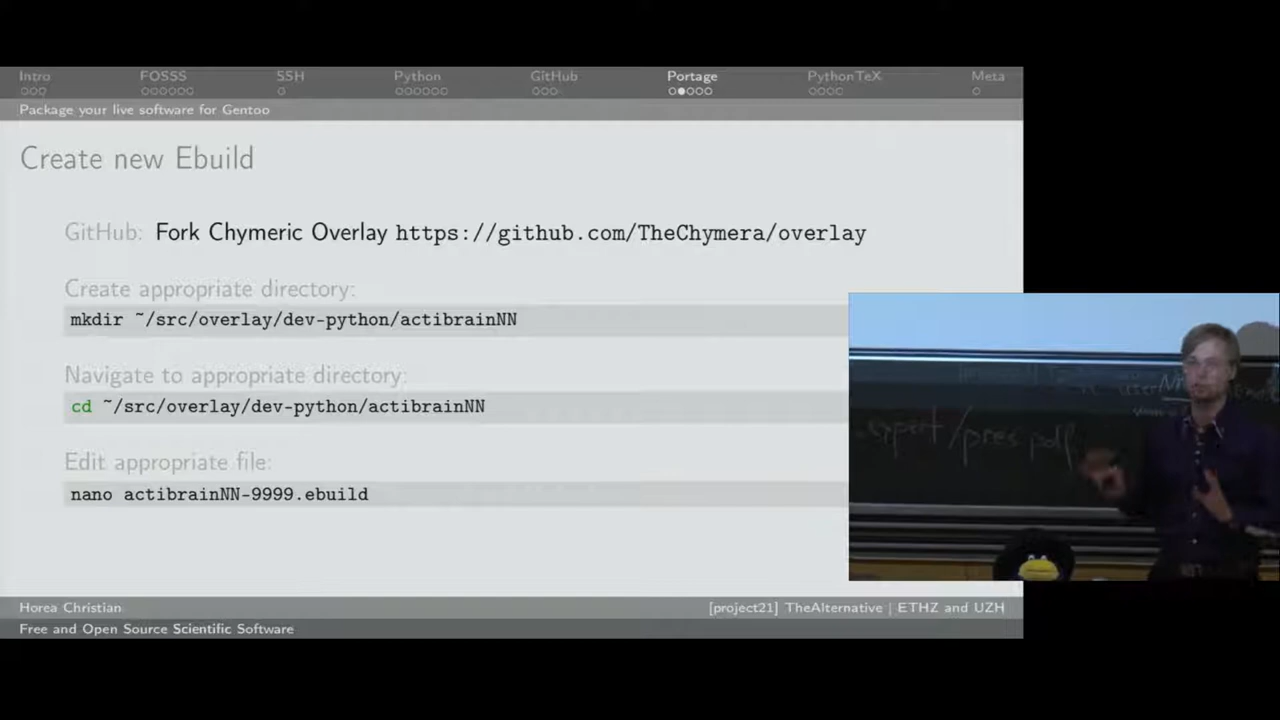 Intro FOSSS SSH Python GitHub Portage PythonTeX Meta
Package your live software for Gentoo
Create new Ebuild
GitHub: Fork Chymeric Overlay https://github.com/TheChymera/overlay
Create appropriate directory:
mkdir ~/src/overlay/dev-python/actibrainNN
Navigate to appropriate directory:
cd ~/src/overlay/dev-python/actibrainNN
Edit appropriate file:
nano actibrainNN-9999.ebuild
export/pres.pdf
Horea Christian [project21] TheAlternative | ETHZ and UZH
Free and Open Source Scientific Software